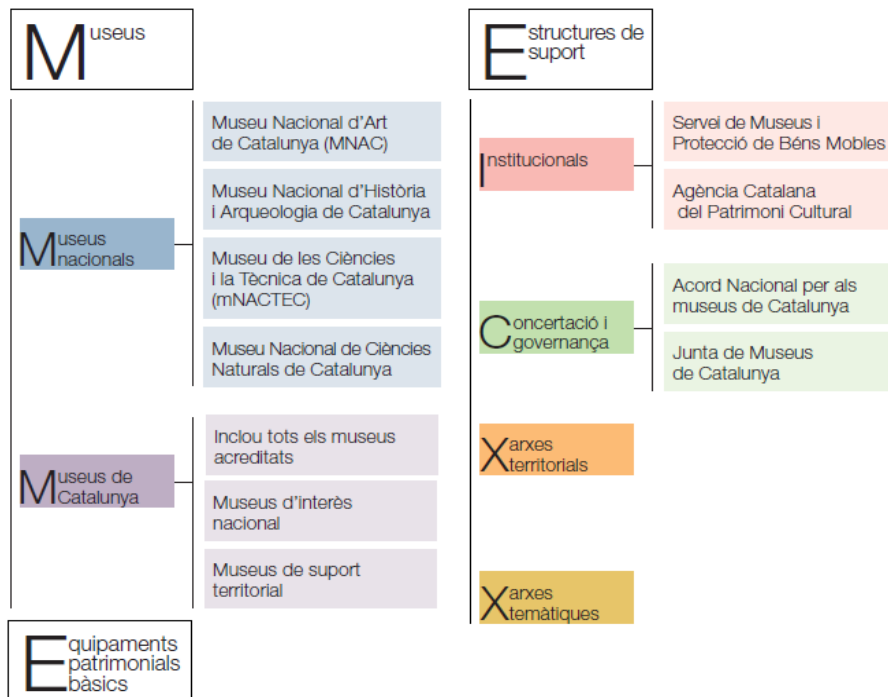 Museus
Museus
nacionals
Museu Nacional d'Art
de Catalunya (MNAC)
Museu Nacional d'Història
i Arqueologia de Catalunya
Museu de les Ciències
i la Tècnica de Catalunya
(mNACTEC)
Museu Nacional de Ciències
Naturals de Catalunya
Museus de
Catalunya
Inclou tots els museus
acreditats
Museus d'interès
nacional
Museus de suport
territorial
Equipaments
patrimonials
bàsics
Estructures de
suport
Institucionals
Servei de Museus i
Protecció de Béns Mobles
Agència Catalana
del Patrimoni Cultural
Concertació i
governança
Acord Nacional per als
museus de Catalunya
Junta de Museus
de Catalunya
Xarxes
territorials
Xarxes
temàtiques